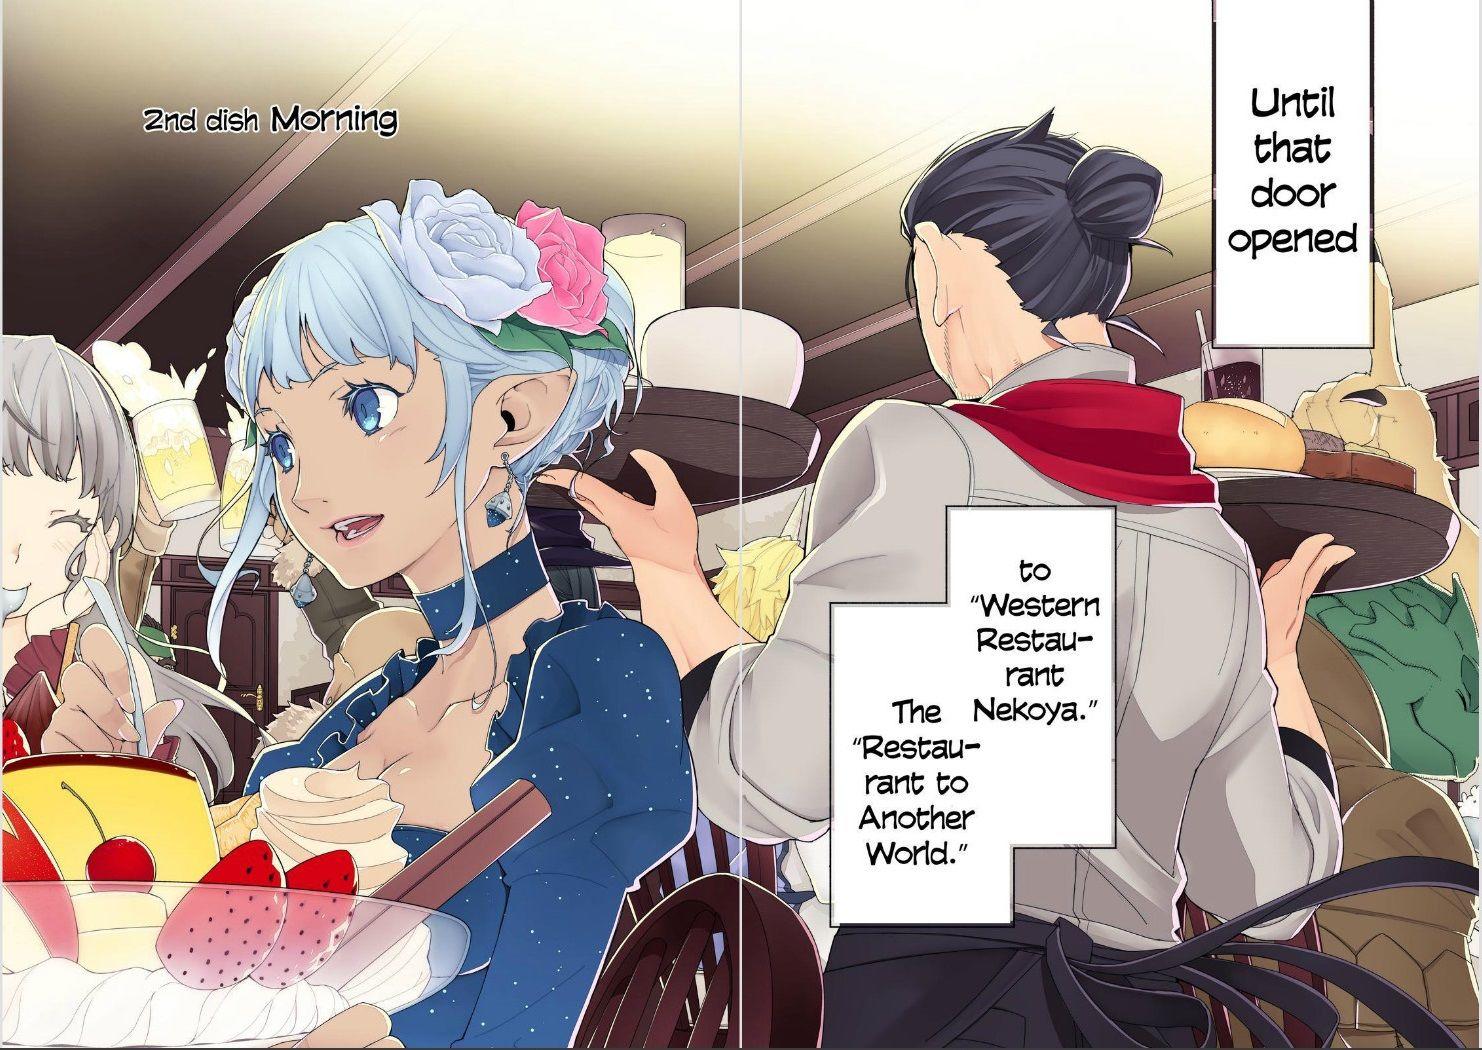 Until
that
door
opened
to
"Western
Restau-
rant
Nekoya."
The
"Restau-
rant to
Another
World."
2nd dish Morning